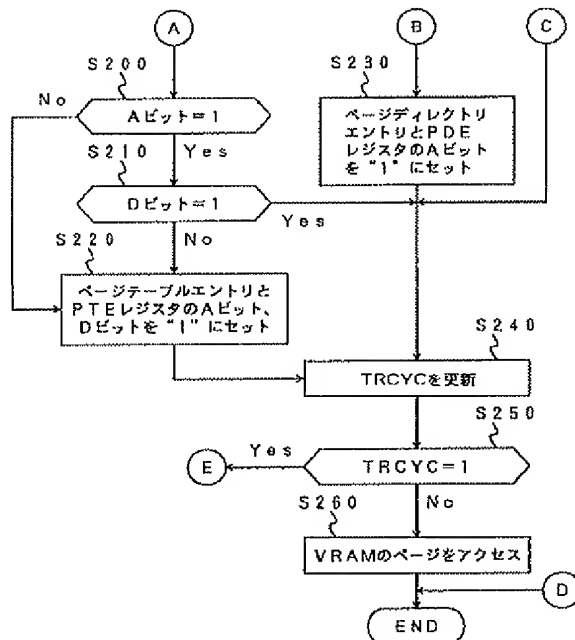 A
B
C
S200
S230
No
Aビット=1
ページディレクトリ
エントリとPDE
レジスタのAビット
を“1”にセット
S210
Yes
Dビット=1
Yes
S220
No
ページテーブルエントリと
PTEレジスタのAビット、
Dビットを“1”にセット
S240
TRCYCを更新
S250
Yes
E
TRCYC=1
S260
No
VRAMのページをアクセス
D
END